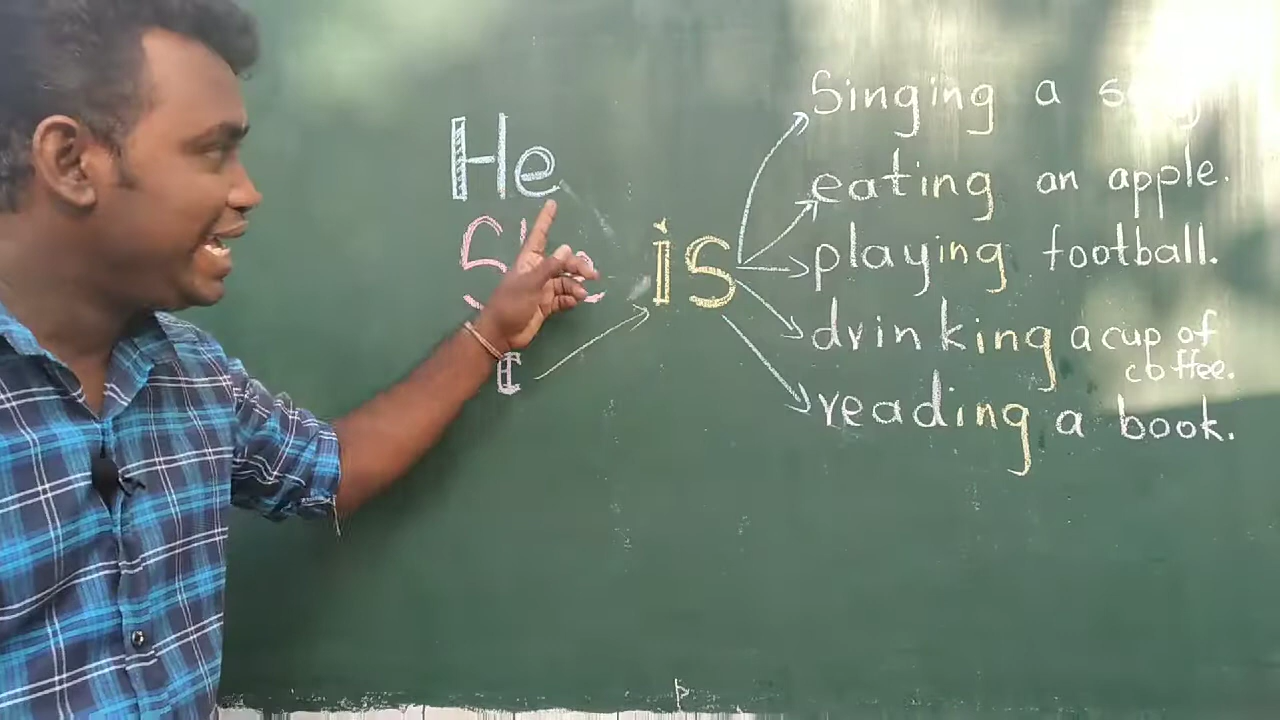 He
is
Singing a
eating an apple.
playing football.
drinking a cup of
coffee.
reading a book.